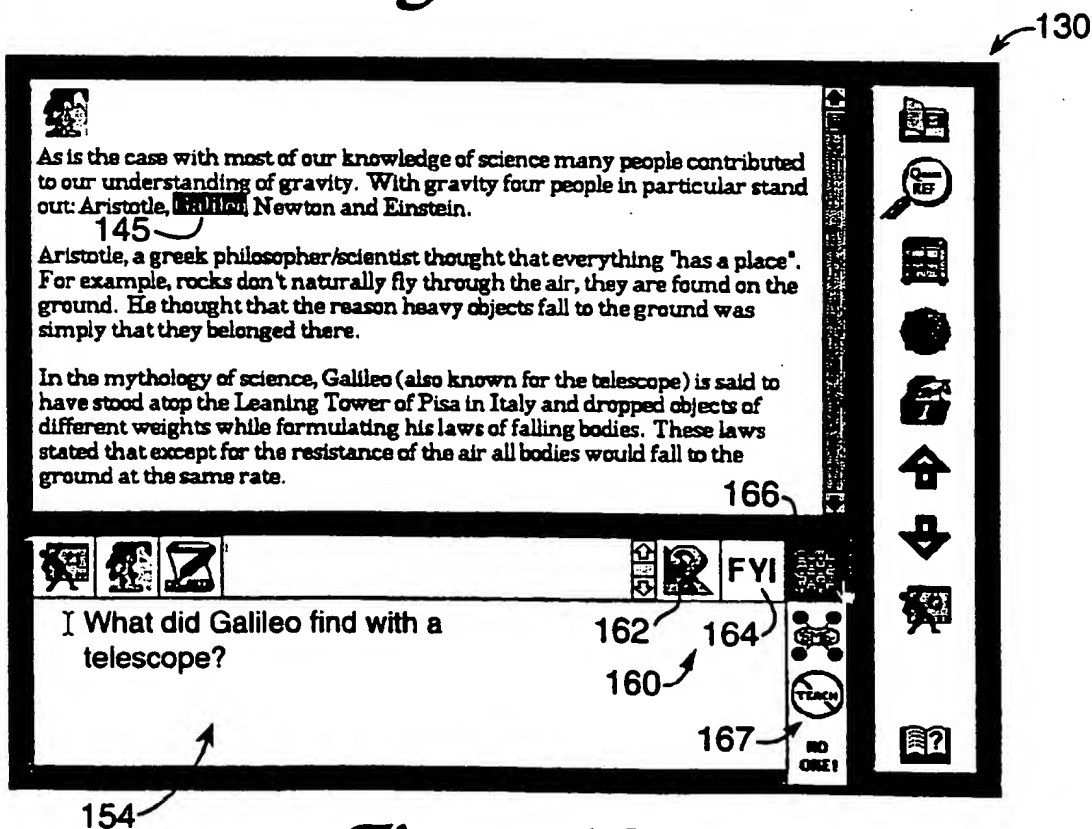 130
As is the case with most of our knowledge of science many people contributed
to our understanding of gravity. With gravity four people in particular stand
out: Aristotle, Galileo, Newton and Einstein.
145
Aristotle, a greek philosopher/scientist thought that everything "has a place".
For example, rocks don't naturally fly through the air, they are found on the
ground. He thought that the reason heavy objects fall to the ground was
simply that they belonged there.
In the mythology of science, Galileo (also known for the telescope) is said to
have stood atop the Leaning Tower of Pisa in Italy and dropped objects of
different weights while formulating his laws of falling bodies. These laws
stated that except for the resistance of the air all bodies would fall to the
ground at the same rate.
REF
166
FYI
What did Galileo find with a
telescope?
162
164
160
TEACH
167
NO
ONE!
?
154